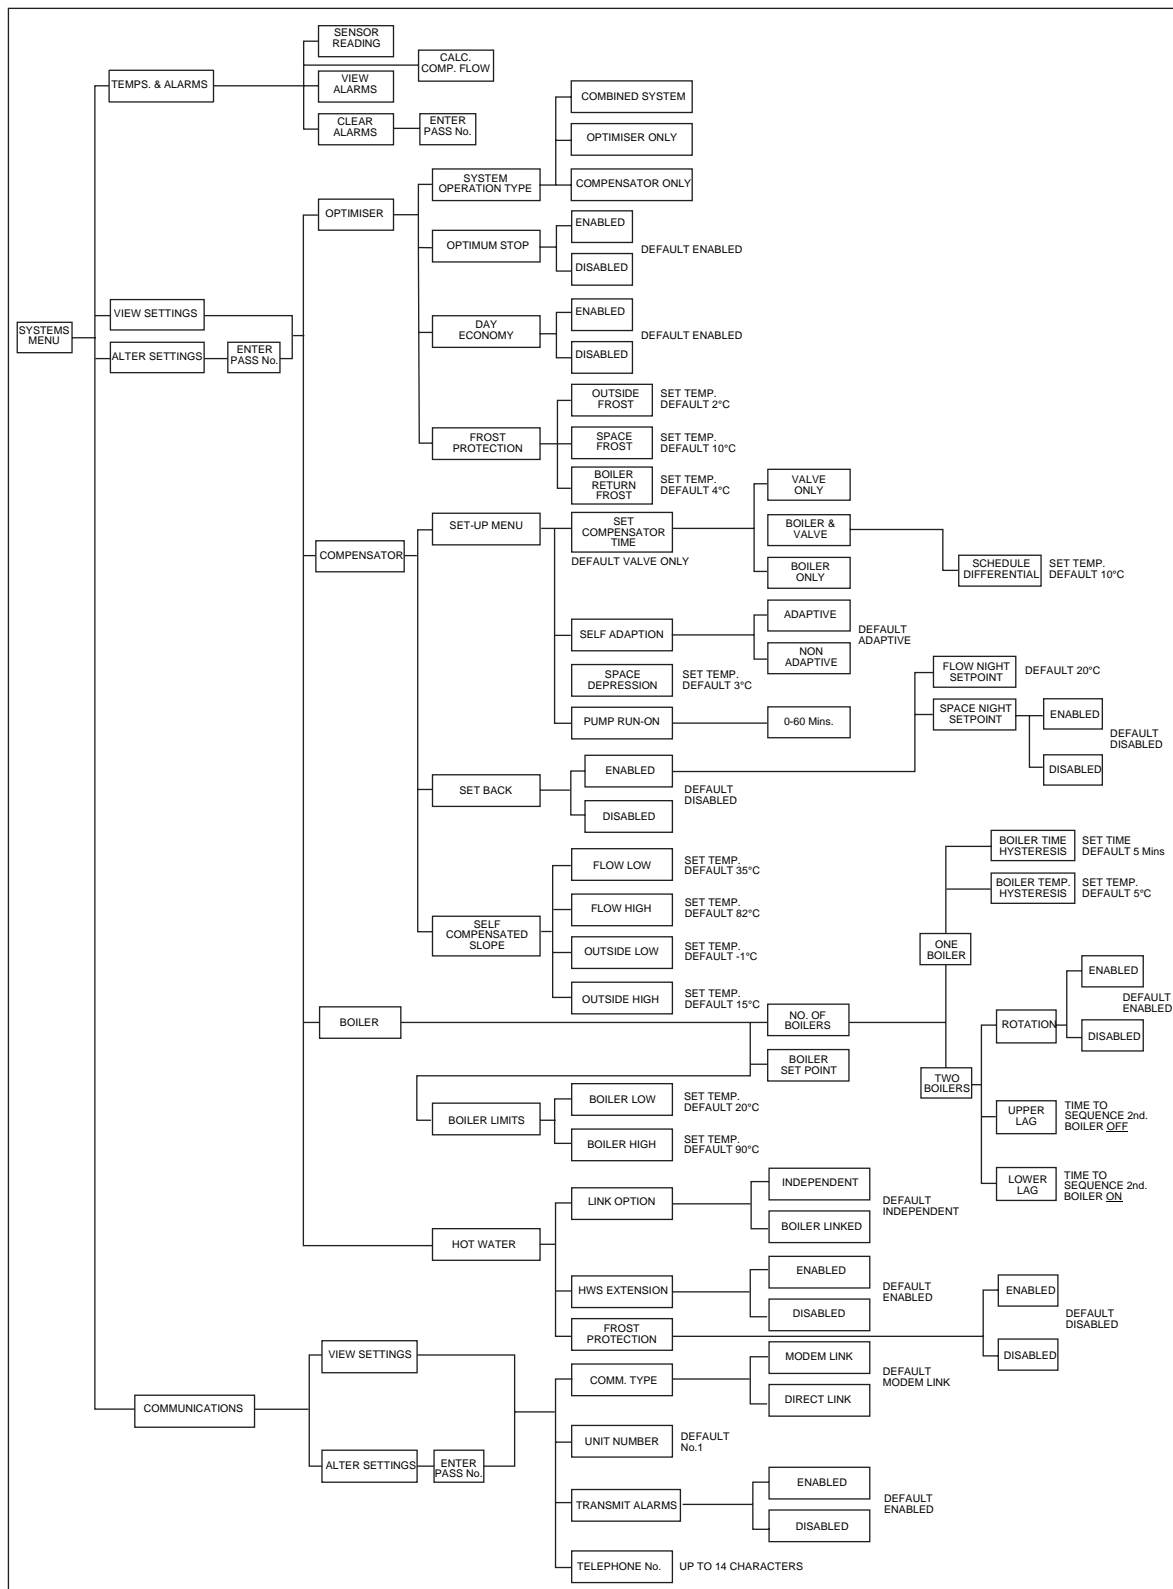 SENSOR
READING
CALC.
COMP. FLOW
TEMPS. & ALARMS
VIEW
ALARMS
CLEAR
ALARMS
ENTER
PASS No.
COMBINED SYSTEM
OPTIMISER ONLY
SYSTEM
OPERATION TYPE
COMPENSATOR ONLY
OPTIMISER
ENABLED
OPTIMUM STOP
DEFAULT ENABLED
DISABLED
SYSTEMS
MENU
VIEW SETTINGS
ALTER SETTINGS
ENTER
PASS No.
ENABLED
DAY
ECONOMY
DEFAULT ENABLED
DISABLED
OUTSIDE
FROST
SET TEMP.
DEFAULT 2°C
FROST
PROTECTION
SPACE
FROST
SET TEMP.
DEFAULT 10°C
BOILER
RETURN
FROST
SET TEMP.
DEFAULT 4°C
COMPENSATOR
SET-UP MENU
SET
COMPENSATOR
TIME
DEFAULT VALVE ONLY
VALVE
ONLY
BOILER &
VALVE
BOILER
ONLY
SCHEDULE
DIFFERENTIAL
SET TEMP.
DEFAULT 10°C
SELF ADAPTION
ADAPTIVE
DEFAULT
ADAPTIVE
NON
ADAPTIVE
SPACE
DEPRESSION
SET TEMP.
DEFAULT 3°C
PUMP RUN-ON
0-60 Mins.
FLOW NIGHT
SETPOINT
DEFAULT 20°C
SPACE NIGHT
SETPOINT
ENABLED
DEFAULT
DISABLED
DISABLED
SET BACK
ENABLED
DEFAULT
DISABLED
DISABLED
SELF
COMPENSATED
SLOPE
FLOW LOW
SET TEMP.
DEFAULT 35°C
FLOW HIGH
SET TEMP.
DEFAULT 82°C
OUTSIDE LOW
SET TEMP.
DEFAULT -1°C
OUTSIDE HIGH
SET TEMP.
DEFAULT 15°C
BOILER
NO. OF
BOILERS
BOILER
SET POINT
BOILER TIME
HYSTERESIS
SET TIME
DEFAULT 5 Mins
BOILER TEMP.
HYSTERESIS
SET TEMP.
DEFAULT 5°C
ONE
BOILER
TWO
BOILERS
ROTATION
ENABLED
DEFAULT
ENABLED
DISABLED
UPPER
LAG
TIME TO
SEQUENCE 2nd.
BOILER OFF
LOWER
LAG
TIME TO
SEQUENCE 2nd.
BOILER ON
BOILER LIMITS
BOILER LOW
SET TEMP.
DEFAULT 20°C
BOILER HIGH
SET TEMP.
DEFAULT 90°C
HOT WATER
LINK OPTION
INDEPENDENT
DEFAULT
INDEPENDENT
BOILER LINKED
HWS EXTENSION
ENABLED
DEFAULT
ENABLED
DISABLED
FROST
PROTECTION
ENABLED
DEFAULT
DISABLED
DISABLED
COMMUNICATIONS
VIEW SETTINGS
ALTER SETTINGS
ENTER
PASS No.
COMM. TYPE
MODEM LINK
DEFAULT
MODEM LINK
DIRECT LINK
UNIT NUMBER
DEFAULT
No.1
TRANSMIT ALARMS
ENABLED
DEFAULT
ENABLED
DISABLED
TELEPHONE No.
UP TO 14 CHARACTERS